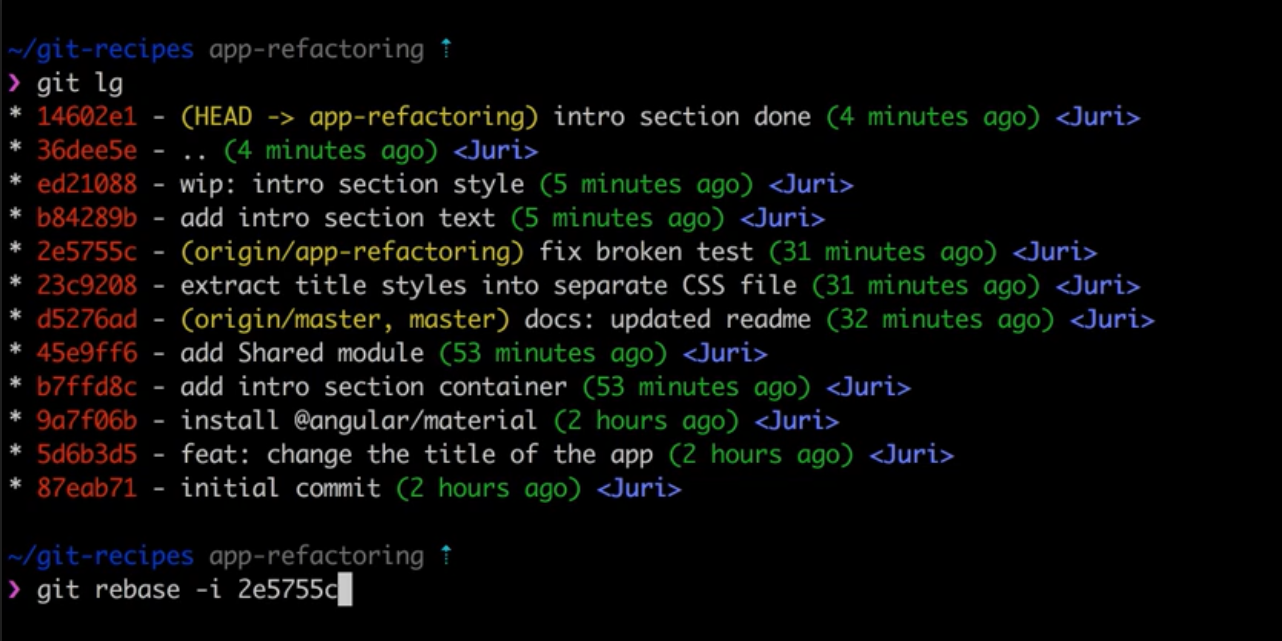 ~/git-recipes app-refactoring ⇡
❯ git lg
* 14602e1 - (HEAD -> app-refactoring) intro section done (4 minutes ago) <Juri>
* 36dee5e - .. (4 minutes ago) <Juri>
* ed21088 - wip: intro section style (5 minutes ago) <Juri>
* b84289b - add intro section text (5 minutes ago) <Juri>
* 2e5755c - (origin/app-refactoring) fix broken test (31 minutes ago) <Juri>
* 23c9208 - extract title styles into separate CSS file (31 minutes ago) <Juri>
* d5276ad - (origin/master, master) docs: updated readme (32 minutes ago) <Juri>
* 45e9ff6 - add Shared module (53 minutes ago) <Juri>
* b7ffd8c - add intro section container (53 minutes ago) <Juri>
* 9a7f06b - install @angular/material (2 hours ago) <Juri>
* 5d6b3d5 - feat: change the title of the app (2 hours ago) <Juri>
* 87eab71 - initial commit (2 hours ago) <Juri>
~/git-recipes app-refactoring ⇡
❯ git rebase -i 2e5755c